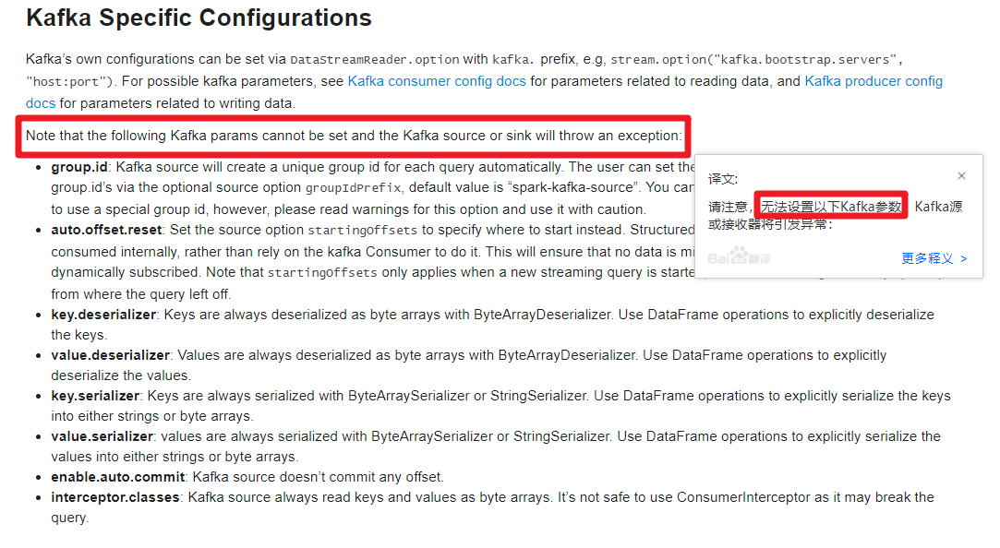 Kafka Specific Configurations
Kafka’s own configurations can be set via DataStreamReader.option with kafka. prefix, e.g, stream.option("kafka.bootstrap.servers",
"host:port"). For possible kafka parameters, see Kafka consumer config docs for parameters related to reading data, and Kafka producer config
docs for parameters related to writing data.
Note that the following Kafka params cannot be set and the Kafka source or sink will throw an exception:
• group.id: Kafka source will create a unique group id for each query automatically. The user can set the
group.id’s via the optional source option groupIdPrefix, default value is “spark-kafka-source”. You can
to use a special group id, however, please read warnings for this option and use it with caution.
• auto.offset.reset: Set the source option startingOffsets to specify where to start instead. Structured
consumed internally, rather than rely on the kafka Consumer to do it. This will ensure that no data is mi
dynamically subscribed. Note that startingOffsets only applies when a new streaming query is starte
from where the query left off.
• key.deserializer: Keys are always deserialized as byte arrays with ByteArrayDeserializer. Use DataFrame operations to explicitly deserialize
the keys.
• value.deserializer: Values are always deserialized as byte arrays with ByteArrayDeserializer. Use DataFrame operations to explicitly
deserialize the values.
• key.serializer: Keys are always serialized with ByteArraySerializer or StringSerializer. Use DataFrame operations to explicitly serialize the keys
into either strings or byte arrays.
• value.serializer: values are always serialized with ByteArraySerializer or StringSerializer. Use DataFrame operations to explicitly serialize the
values into either strings or byte arrays.
• enable.auto.commit: Kafka source doesn’t commit any offset.
• interceptor.classes: Kafka source always read keys and values as byte arrays. It’s not safe to use ConsumerInterceptor as it may break the
query.
译文: ×
请注意,无法设置以下Kafka参数, Kafka源
或接收器将引发异常:
Bai 翻译 更多释义 >